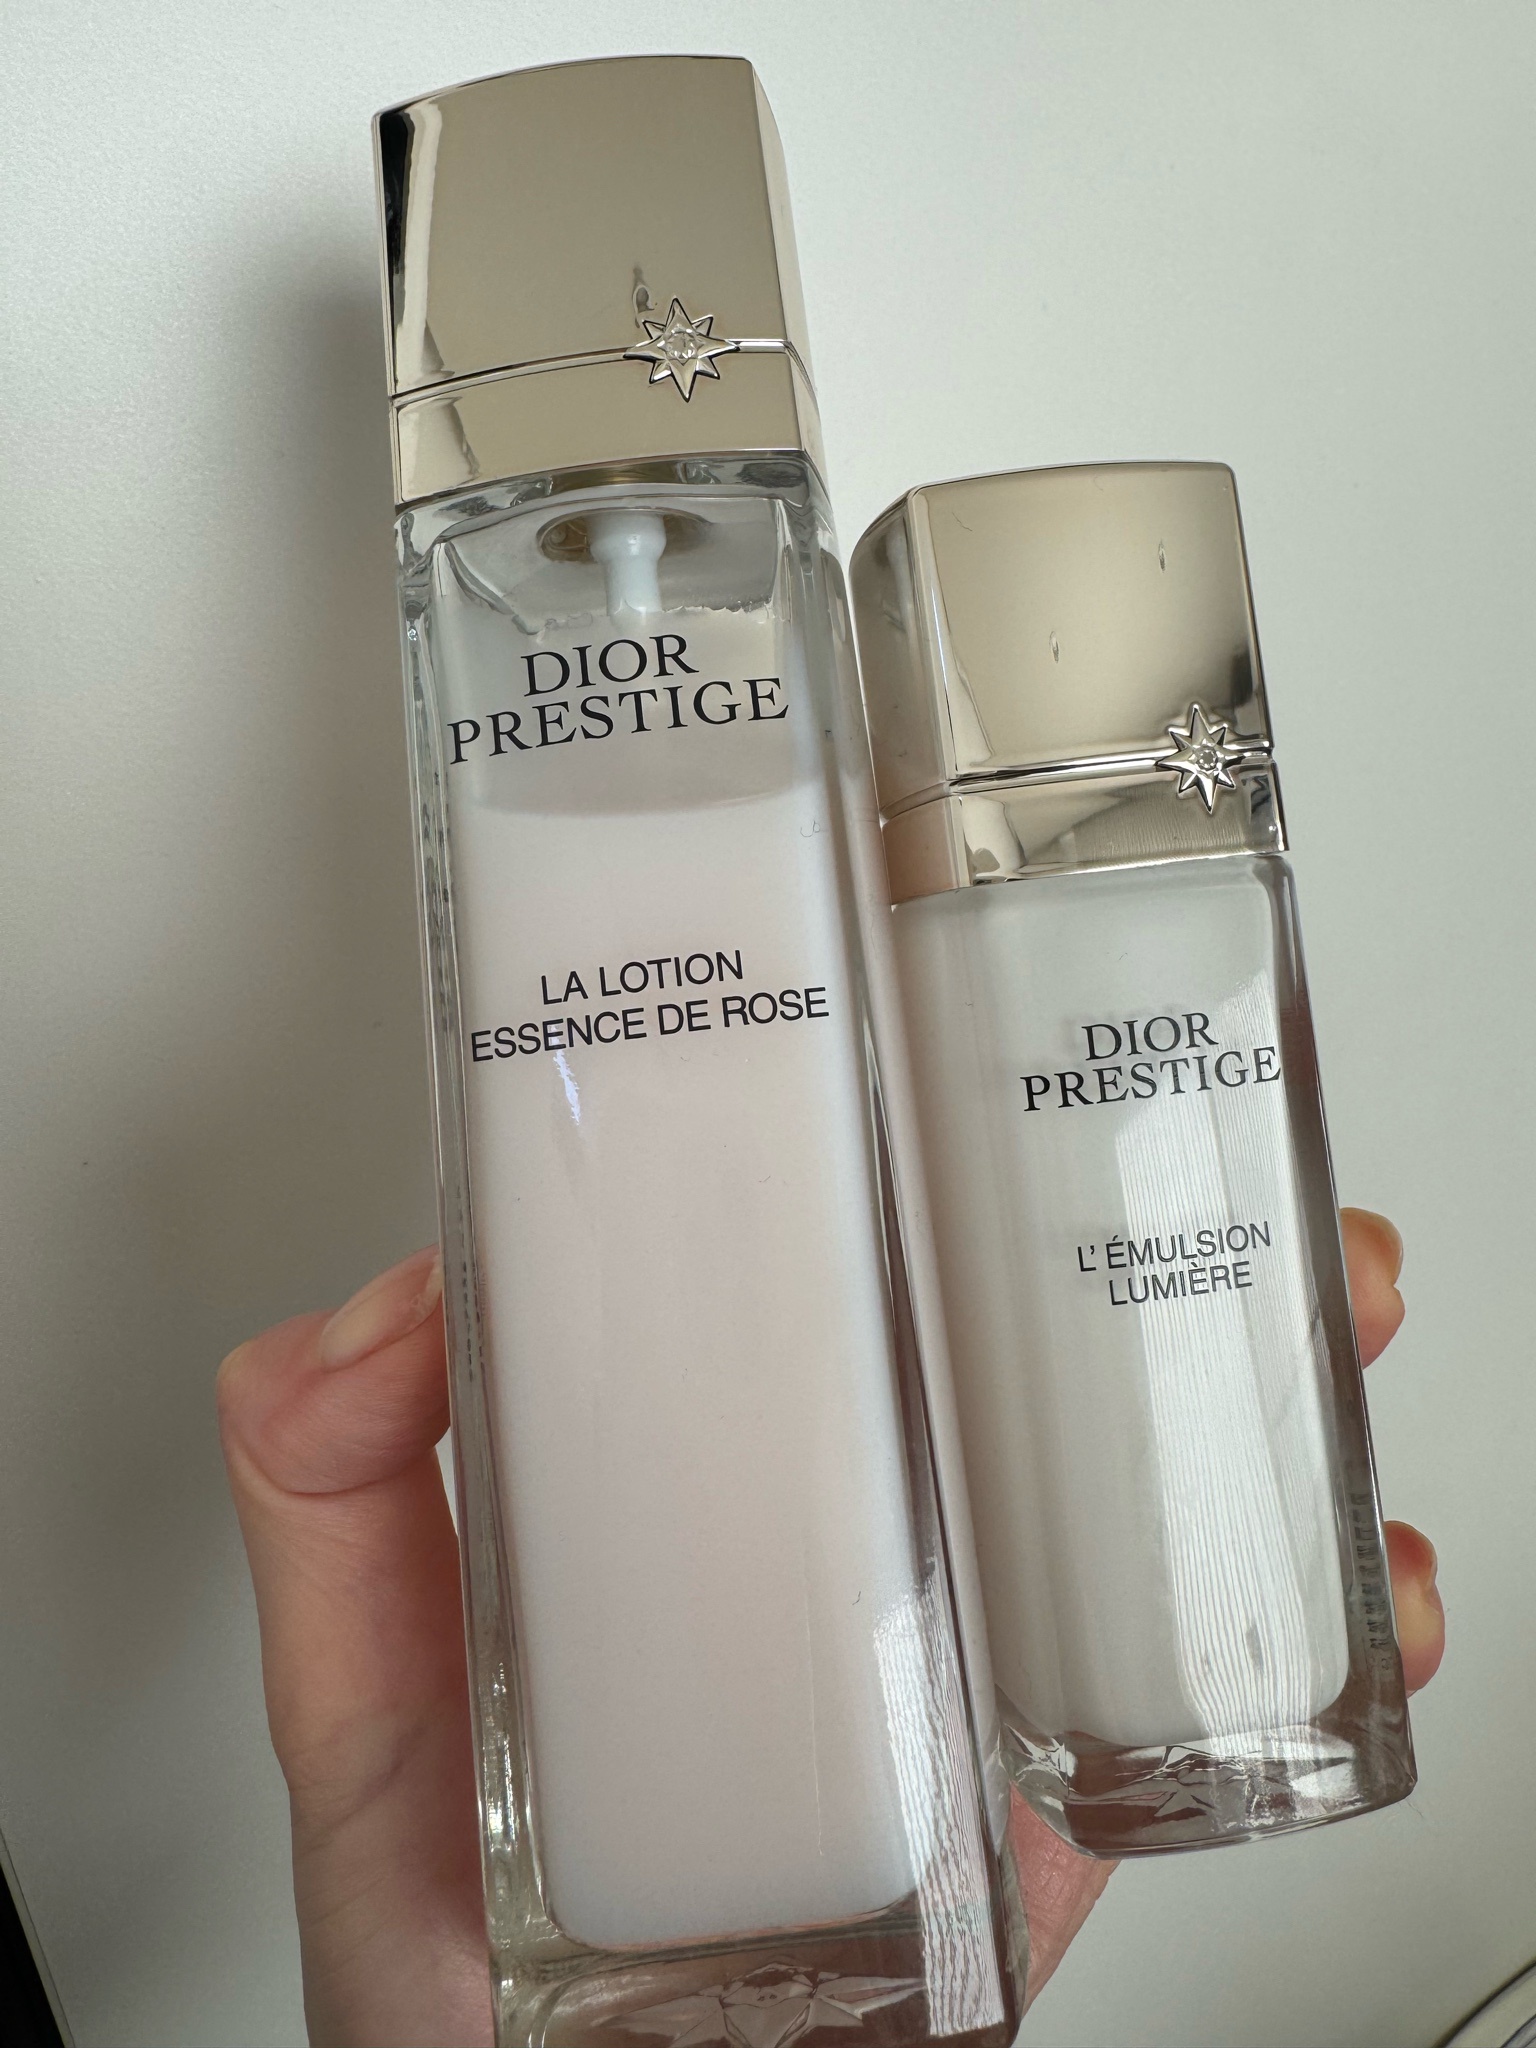 DIOR
PRESTIGE
LA LOTION
ESSENCE DE ROSE
DIOR
PRESTIGE
L' ÉMULSION
LUMIÈRE